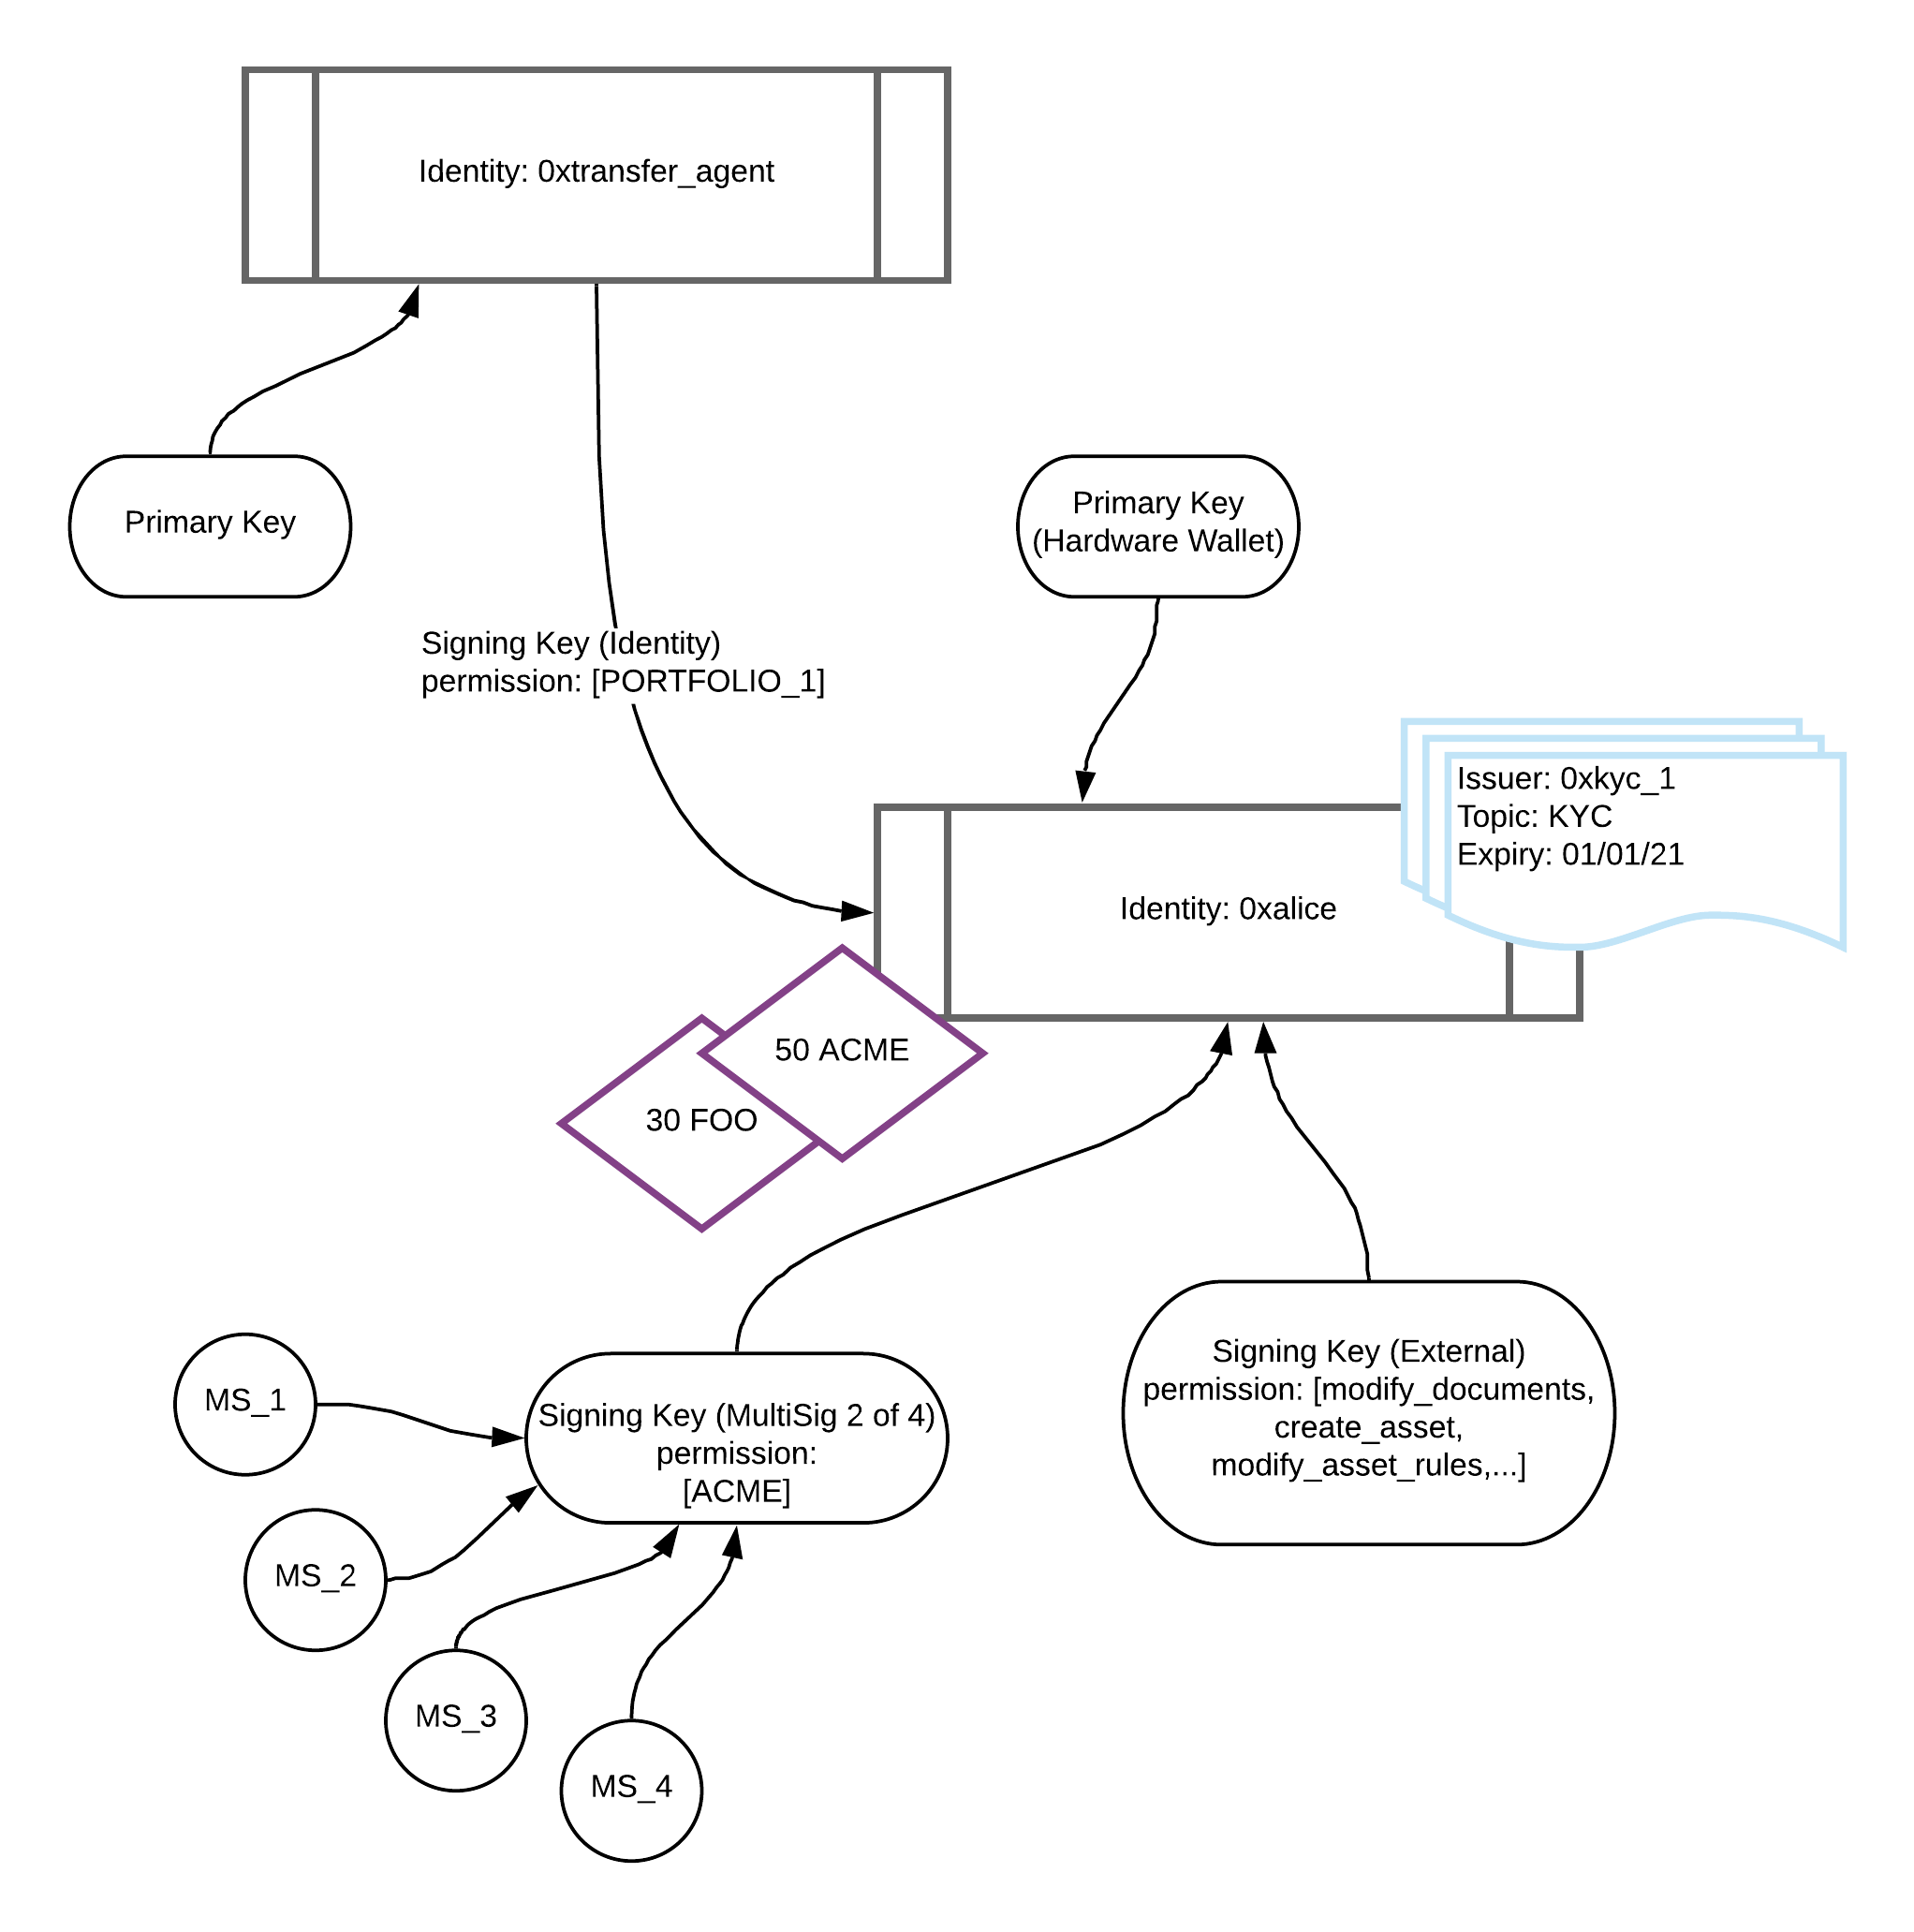 Identity: 0xtransfer_agent
Primary Key
Primary Key
(Hardware Wallet)
Signing Key (Identity)
permission: [PORTFOLIO_1]
Issuer: 0xkyc_1
Topic: KYC
Expiry: 01/01/21
Identity: 0xalice
50 ACME
30 FOO
Signing Key (External)
permission: [modify_documents,
create_asset,
modify_asset_rules,...]
MS_1
Signing Key (MultiSig 2 of 4)
permission:
[ACME]
MS_2
MS_3
MS_4